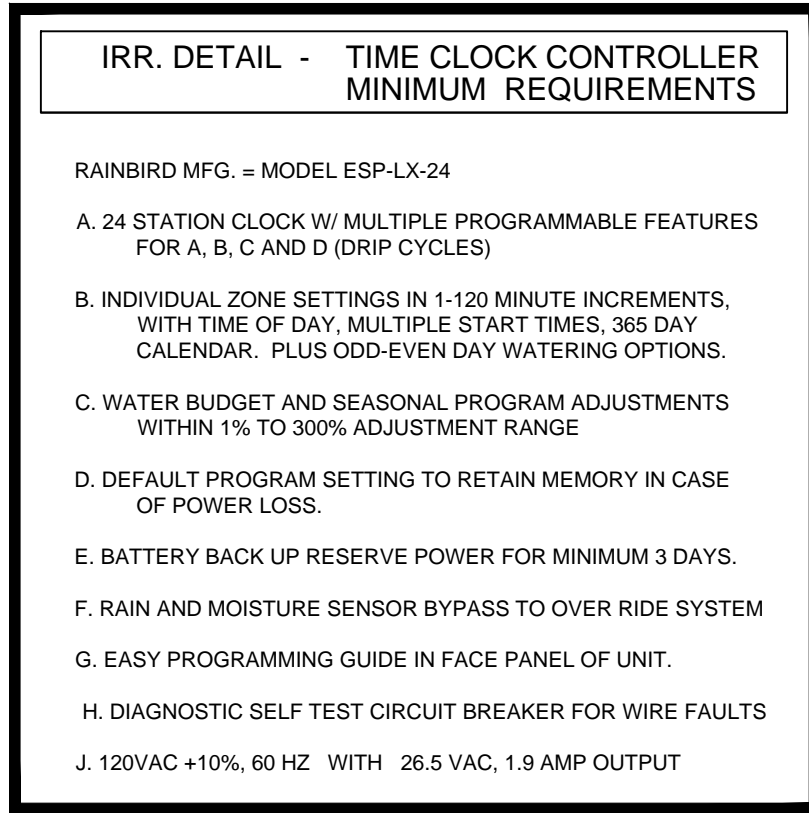 IRR. DETAIL - TIME CLOCK CONTROLLER
MINIMUM REQUIREMENTS
RAINBIRD MFG. = MODEL ESP-LX-24
A. 24 STATION CLOCK W/ MULTIPLE PROGRAMMABLE FEATURES
FOR A, B, C AND D (DRIP CYCLES)
B. INDIVIDUAL ZONE SETTINGS IN 1-120 MINUTE INCREMENTS,
WITH TIME OF DAY, MULTIPLE START TIMES, 365 DAY
CALENDAR. PLUS ODD-EVEN DAY WATERING OPTIONS.
C. WATER BUDGET AND SEASONAL PROGRAM ADJUSTMENTS
WITHIN 1% TO 300% ADJUSTMENT RANGE
D. DEFAULT PROGRAM SETTING TO RETAIN MEMORY IN CASE
OF POWER LOSS.
E. BATTERY BACK UP RESERVE POWER FOR MINIMUM 3 DAYS.
F. RAIN AND MOISTURE SENSOR BYPASS TO OVER RIDE SYSTEM
G. EASY PROGRAMMING GUIDE IN FACE PANEL OF UNIT.
H. DIAGNOSTIC SELF TEST CIRCUIT BREAKER FOR WIRE FAULTS
J. 120VAC +10%, 60 HZ WITH 26.5 VAC, 1.9 AMP OUTPUT